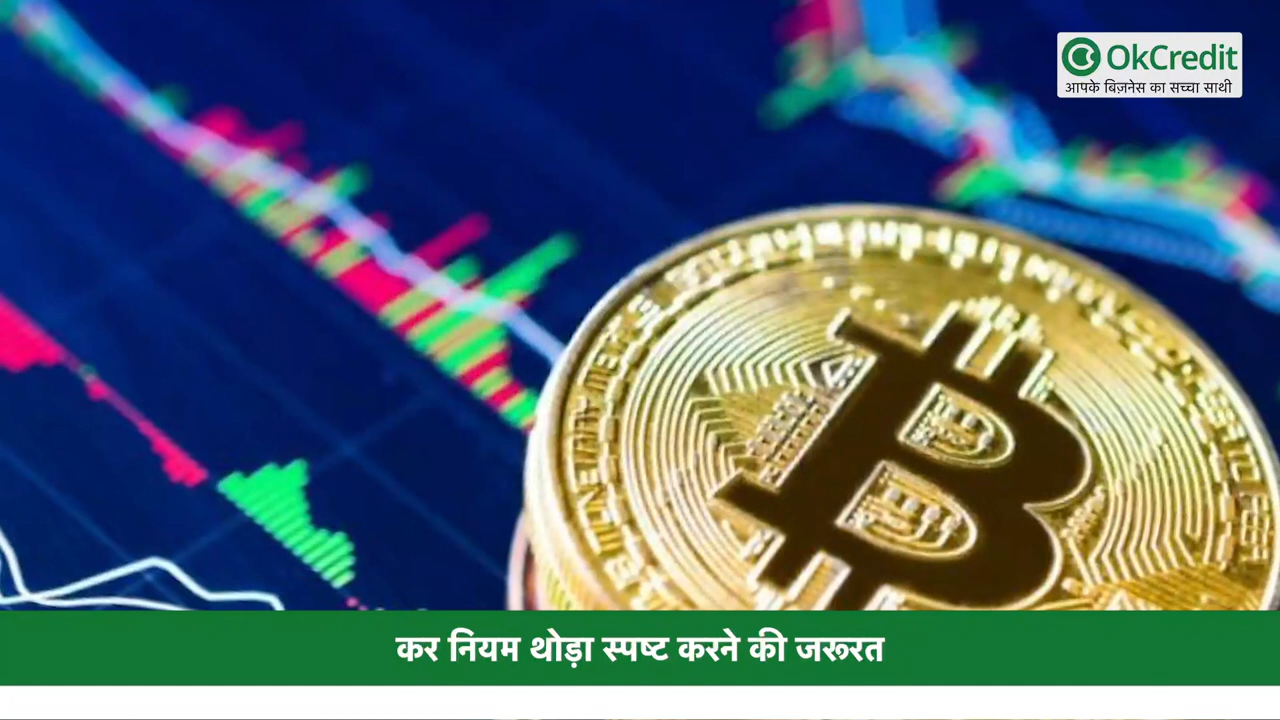 OkCredit
आपके बिज़नेस का सच्चा साथी
कर नियम थोड़ा स्पष्ट करने की जरूरत